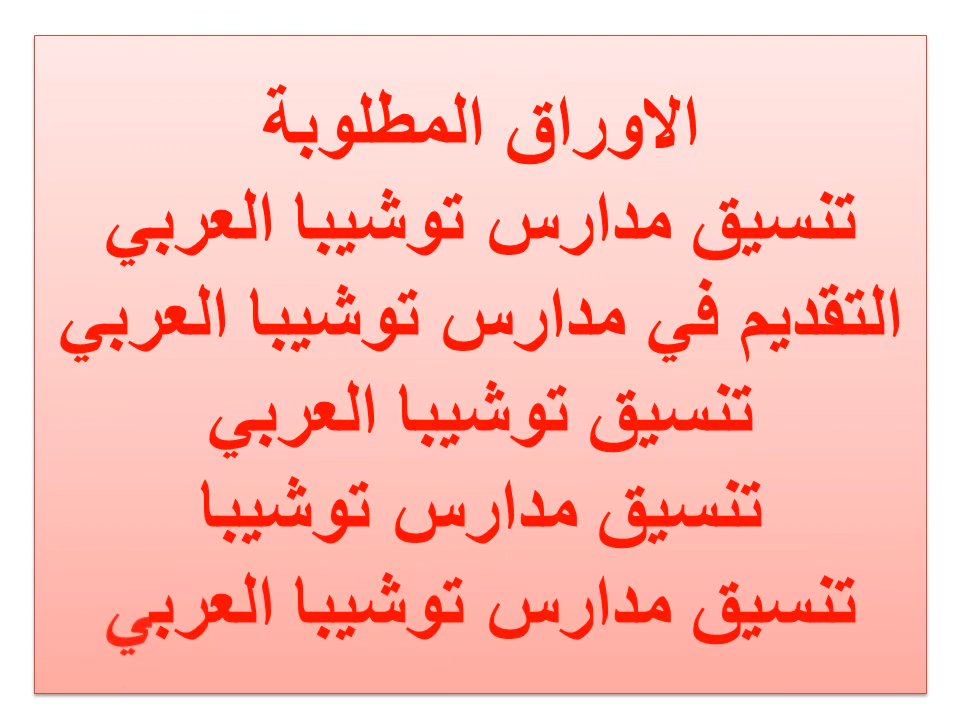 الاوراق المطلوبة
تنسيق مدارس توشيبا العربي
التقديم في مدارس توشيبا العربي
تنسيق توشيبا العربي
تنسيق مدارس توشيبا
تنسيق مدارس توشيبا العربي